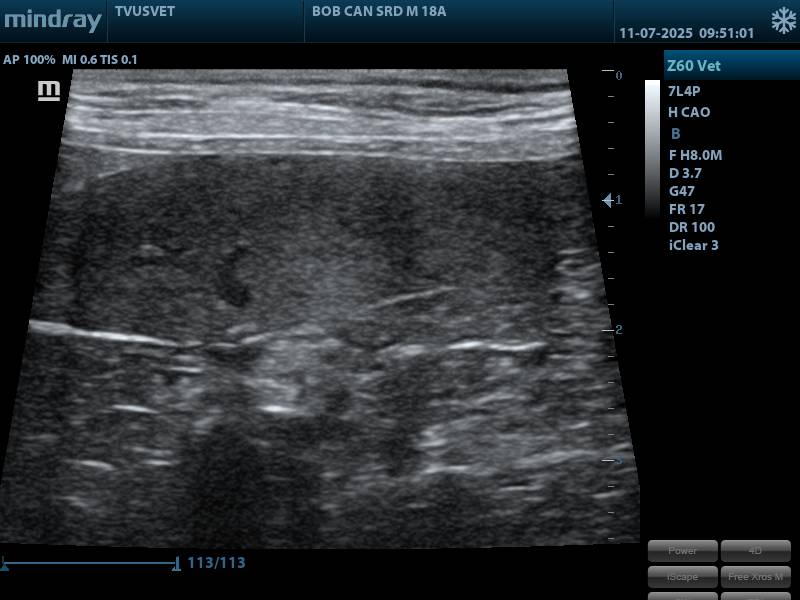 mindray
TVUSVET
BOB CAN SRD M 18A
11-07-2025 09:51:01
AP 100% MI 0.6 TIS 0.1
m
Z60 Vet
7L4P
H CAO
B
F H8.0M
D 3.7
G47
FR 17
DR 100
iClear 3
0
1
2
3
113/113
Power
4D
iScape
Free Xros M